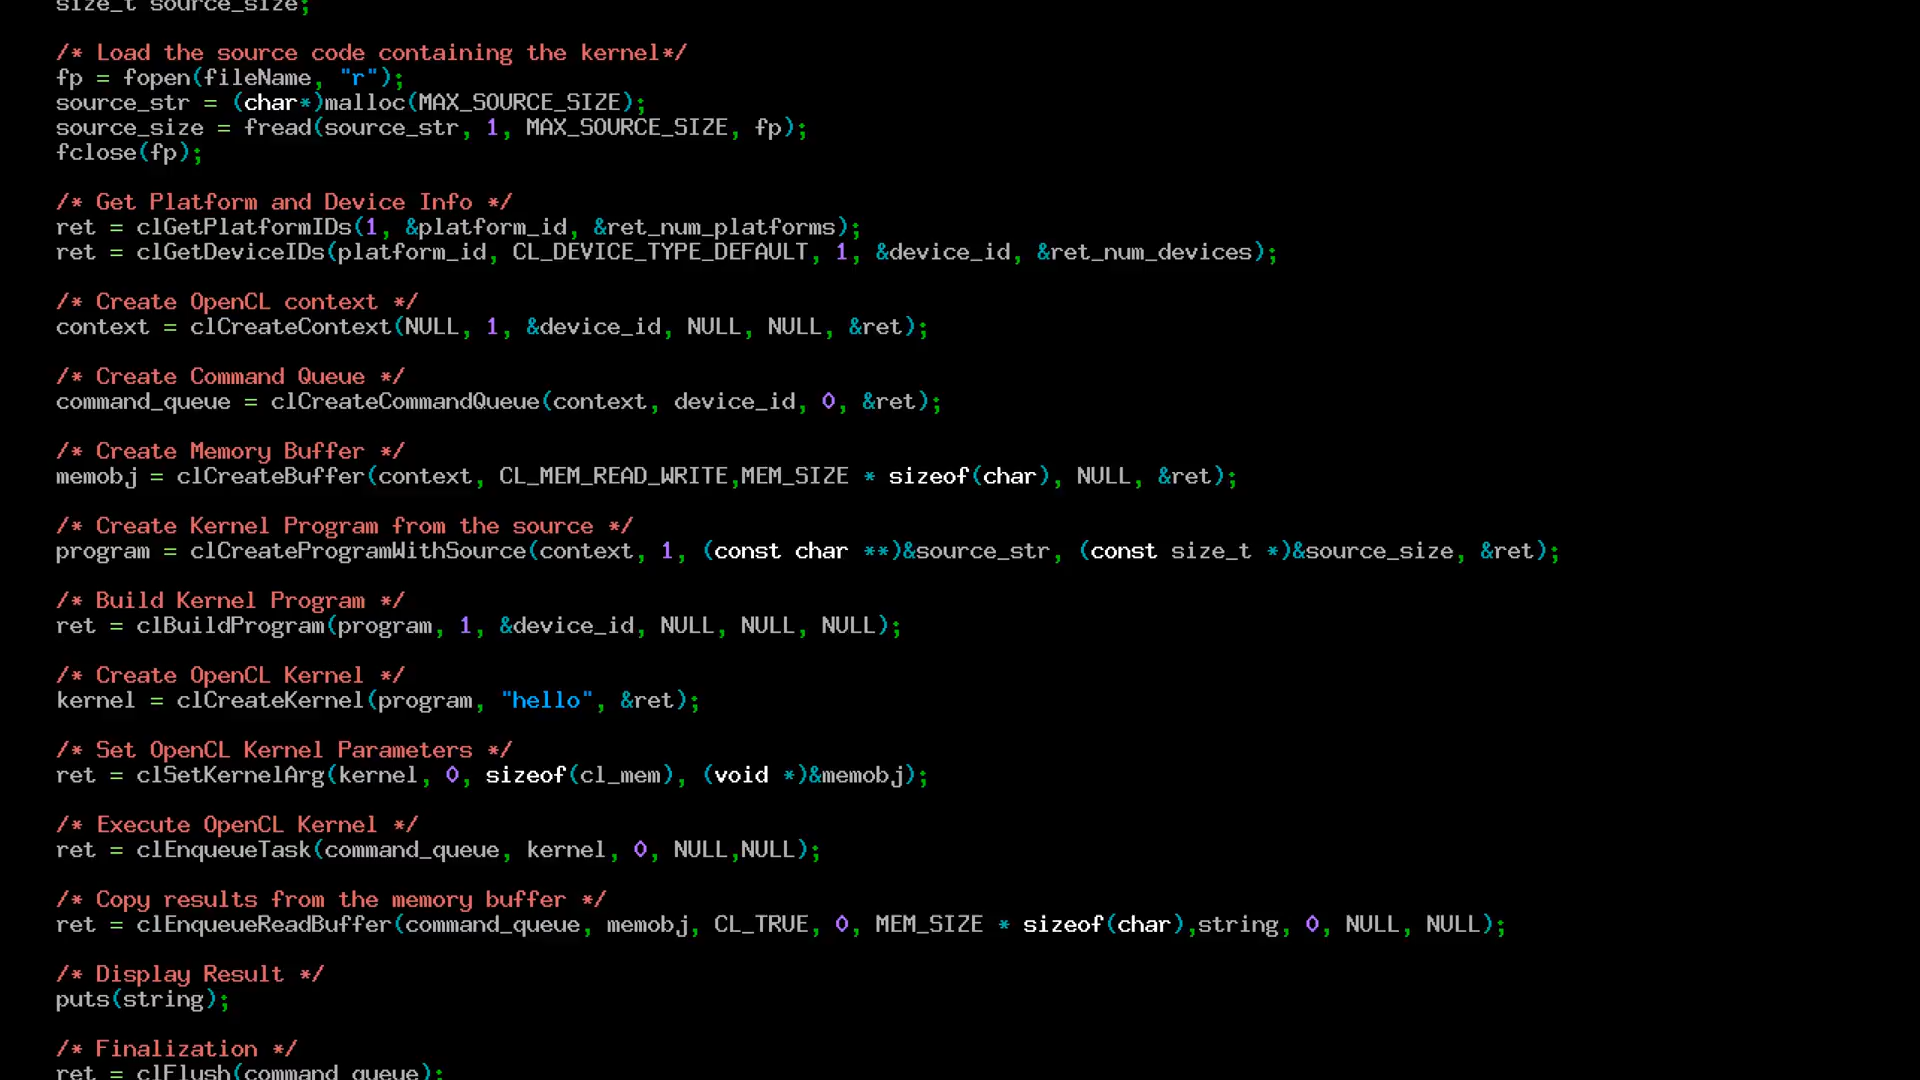 size_t source_size;
/* Load the source code containing the kernel*/
fp = fopen(fileName, "r");
source_str = (char*)malloc(MAX_SOURCE_SIZE);
source_size = fread(source_str, 1, MAX_SOURCE_SIZE, fp);
fclose(fp);
/* Get Platform and Device Info */
ret = clGetPlatformIDs(1, &platform_id, &ret_num_platforms);
ret = clGetDeviceIDs(platform_id, CL_DEVICE_TYPE_DEFAULT, 1, &device_id, &ret_num_devices);
/* Create OpenCL context */
context = clCreateContext(NULL, 1, &device_id, NULL, NULL, &ret);
/* Create Command Queue */
command_queue = clCreateCommandQueue(context, device_id, 0, &ret);
/* Create Memory Buffer */
memobj = clCreateBuffer(context, CL_MEM_READ_WRITE,MEM_SIZE * sizeof(char), NULL, &ret);
/* Create Kernel Program from the source */
program = clCreateProgramWithSource(context, 1, (const char **)&source_str, (const size_t *)&source_size, &ret);
/* Build Kernel Program */
ret = clBuildProgram(program, 1, &device_id, NULL, NULL, NULL);
/* Create OpenCL Kernel */
kernel = clCreateKernel(program, "hello", &ret);
/* Set OpenCL Kernel Parameters */
ret = clSetKernelArg(kernel, 0, sizeof(cl_mem), (void *)&memobj);
/* Execute OpenCL Kernel */
ret = clEnqueueTask(command_queue, kernel, 0, NULL,NULL);
/* Copy results from the memory buffer */
ret = clEnqueueReadBuffer(command_queue, memobj, CL_TRUE, 0, MEM_SIZE * sizeof(char),string, 0, NULL, NULL);
/* Display Result */
puts(string);
/* Finalization */
ret = clFlush(command_queue);